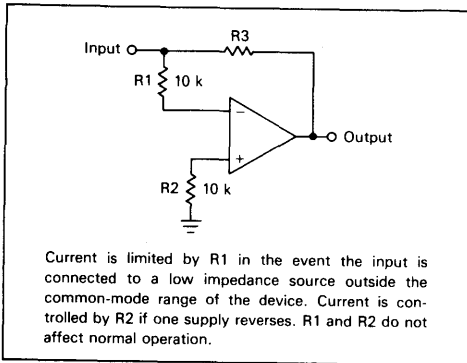 Input
R3
R1
10 k
−
+
Output
R2
10 k
Current is limited by R1 in the event the input is
connected to a low impedance source outside the
common-mode range of the device. Current is con-
trolled by R2 if one supply reverses. R1 and R2 do not
affect normal operation.